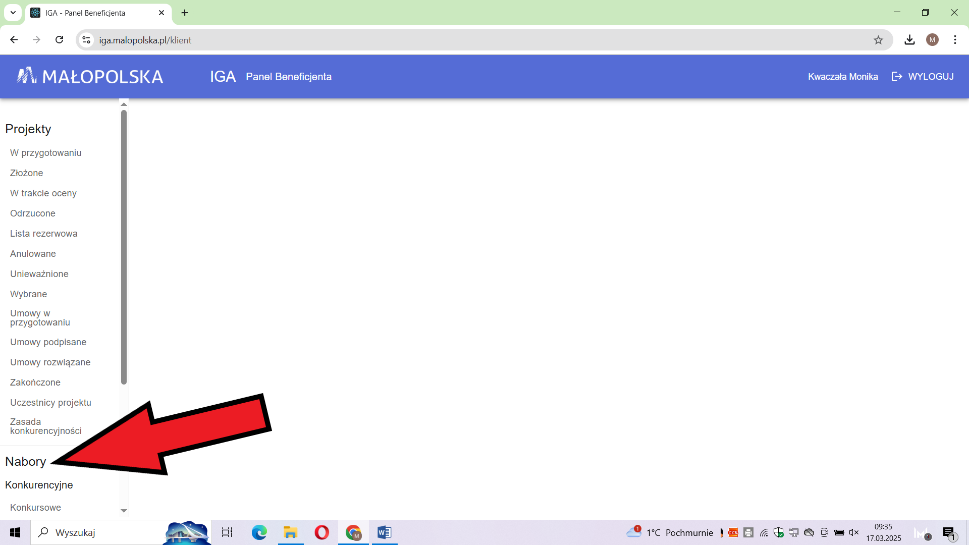 IGA - Panel Beneficjenta
iga.malopolska.pl/klient
M
MAŁOPOLSKA
IGA Panel Beneficjenta
Kwaczała Monika
WYLOGUJ
Projekty
W przygotowaniu
Złożone
W trakcie oceny
Odrzucone
Lista rezerwowa
Anulowane
Unieważnione
Wybrane
Umowy w
przygotowaniu
Umowy podpisane
Umowy rozwiązane
Zakończone
Uczestnicy projektu
Zasada
konkurencyjności
Nabory
Konkurencyjne
Konkursowe
Wyszukaj
1°C Pochmurnie
09:35
17.03.2025
1